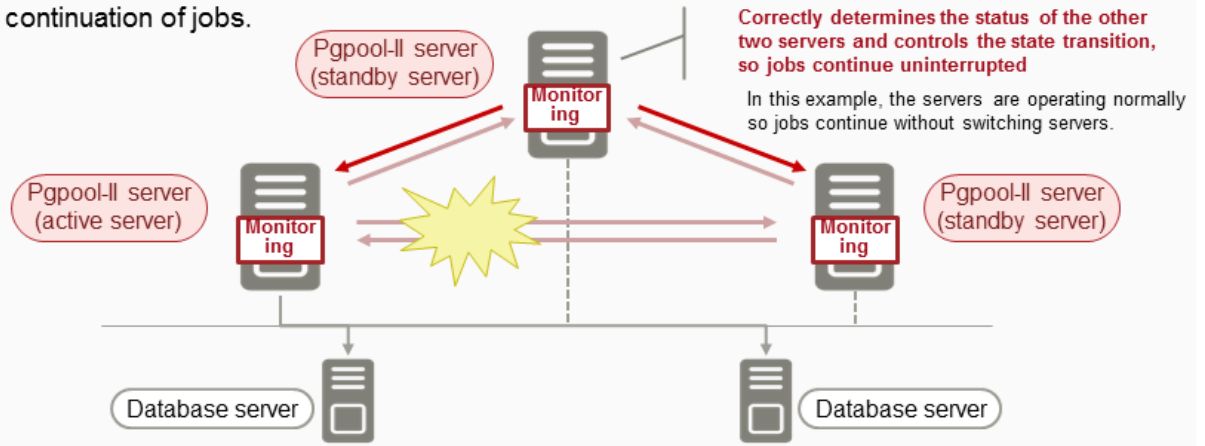 continuation of jobs.
Pgpool-II server
(standby server)
Correctly determines the status of the other
two servers and controls the state transition,
so jobs continue uninterrupted
In this example, the servers are operating normally
so jobs continue without switching servers.
Monitor
ing
Pgpool-II server
(active server)
Monitor
ing
Monitor
ing
Pgpool-II server
(standby server)
Database server
Database server